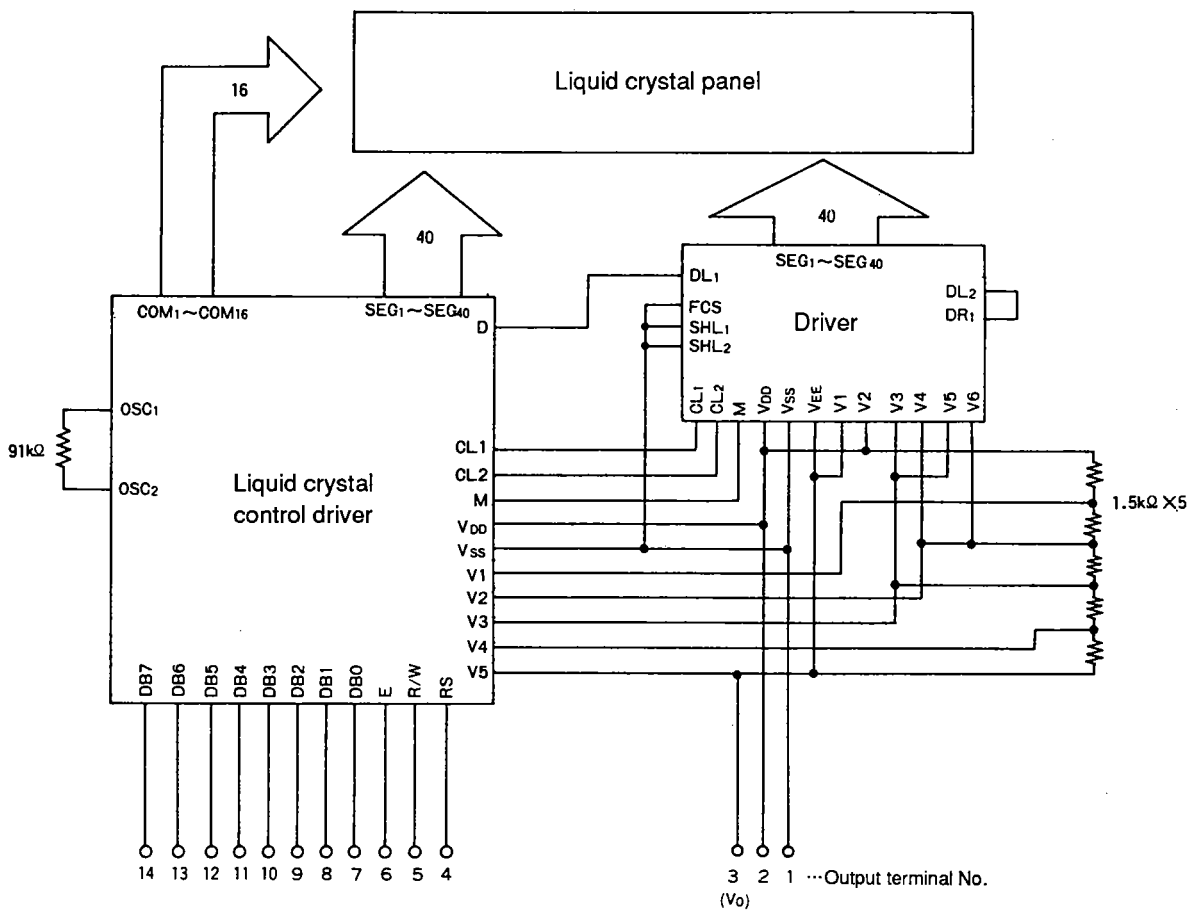 Liquid crystal panel
16
40
40
COM1~COM16
SEG1~SEG40
D
SEG1~SEG40
DL1
FCS
SHL1
SHL2
Driver
DL2
DR1
CL1
CL2
M
VDD
VSS
VEE
V1
V2
V3
V4
V5
V6
OSC1
91kΩ
OSC2
Liquid crystal
control driver
CL1
CL2
M
VDD
VSS
V1
V2
V3
V4
V5
1.5kΩ×5
DB7
DB6
DB5
DB4
DB3
DB2
DB1
DB0
E
R/W
RS
14 13 12 11 10 9 8 7 6 5 4
3 2 1 ···Output terminal No.
(V0)